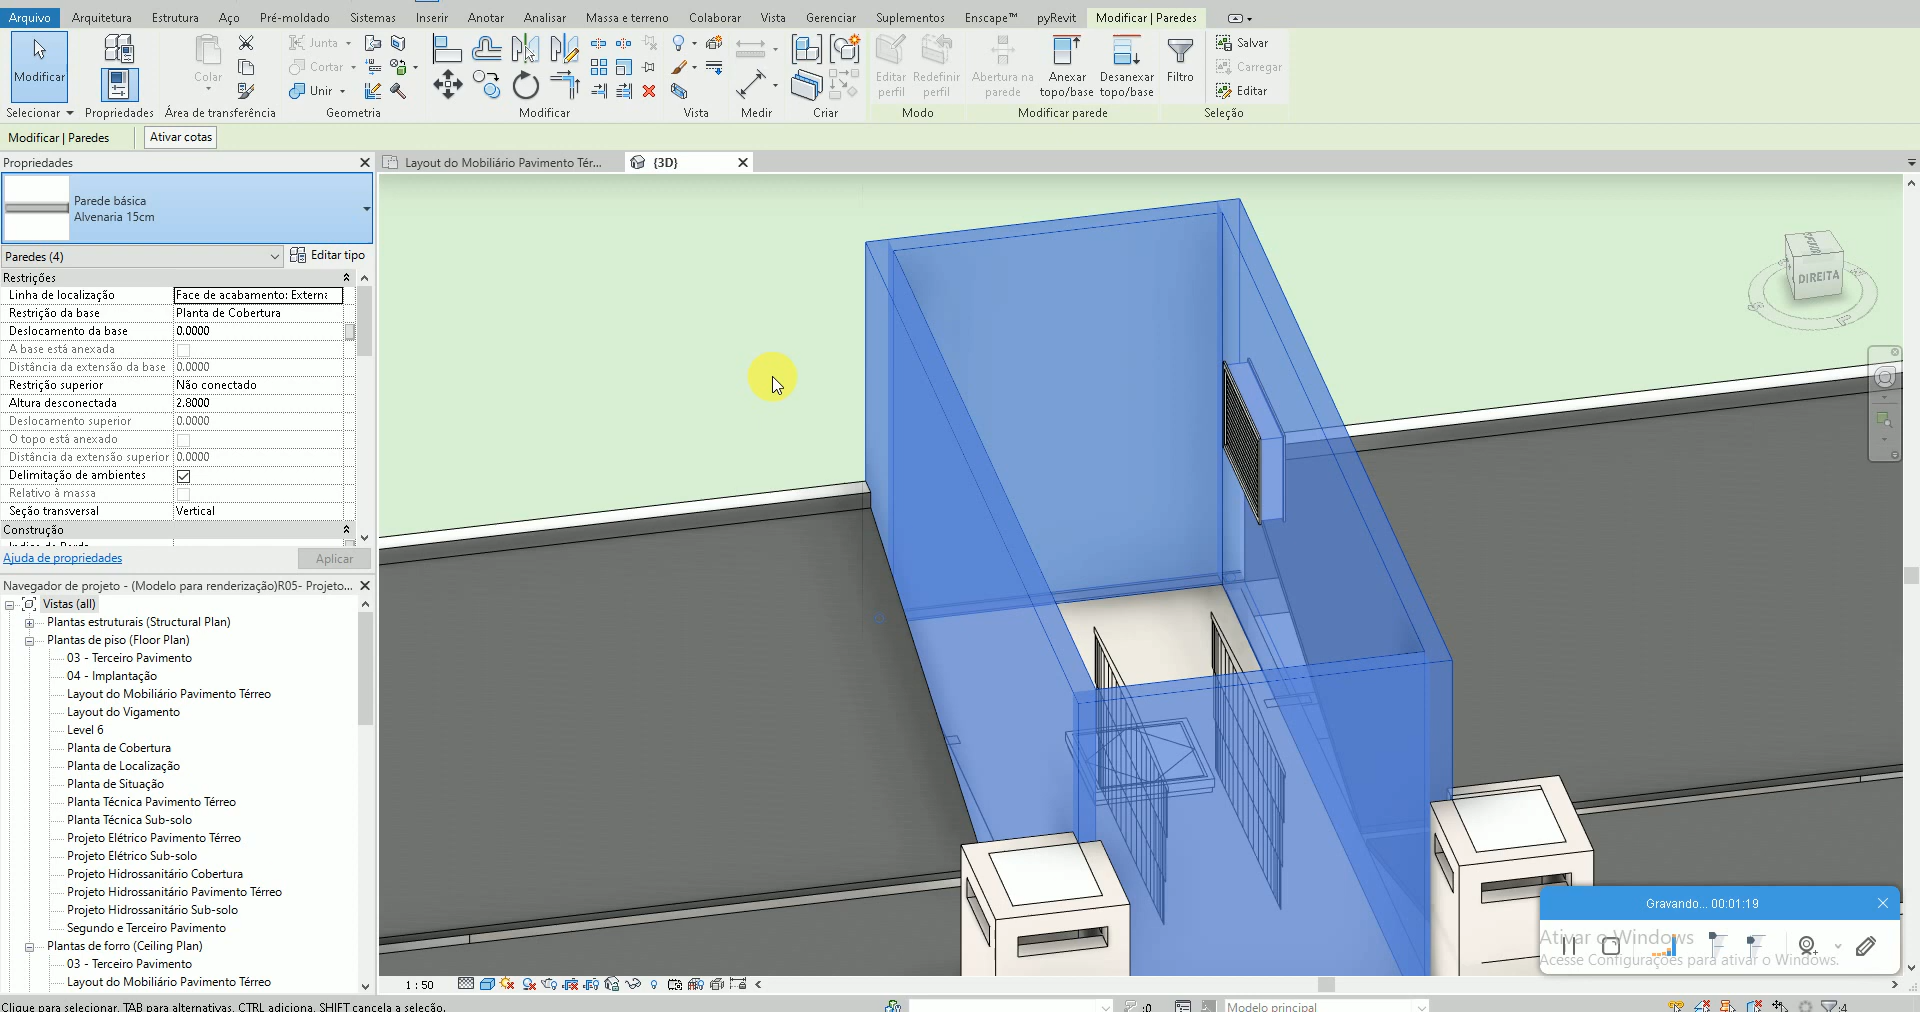 Arquivo Arquitetura Estrutura Aço Pré-moldado Sistemas Inserir Anotar Analisar Massa e terreno Colaborar Vista Gerenciar Suplementos Enscape™ pyRevit Modificar | Paredes
Modificar
Colar
Junta
Cortar
Unir
Editar perfil
Redefinir perfil
Abertura na parede
Anexar topo/base
Desanexar topo/base
Filtro
Salvar
Carregar
Editar
Selecionar Propriedades Área de transferência Geometria Modificar Vista Medir Criar Modo Modificar parede Seleção
Modificar | Paredes Ativar cotas
Propriedades
Layout do Mobiliário Pavimento Tér... {3D}
Parede básica
Alvenaria 15cm
Paredes (4) Editar tipo
Restrições
Linha de localização Face de acabamento: Extern
Restrição da base Planta de Cobertura
Deslocamento da base 0.0000
A base está anexada
Distância da extensão da base 0.0000
Restrição superior Não conectado
Altura desconectada 2.8000
Deslocamento superior 0.0000
O topo está anexado
Distância da extensão superior 0.0000
Delimitação de ambientes
Relativo à massa
Seção transversal Vertical
Construção
Ajuda de propriedades Aplicar
Navegador de projeto - (Modelo para renderização)R05- Projeto...
Vistas (all)
Plantas estruturais (Structural Plan)
Plantas de piso (Floor Plan)
03 - Terceiro Pavimento
04 - Implantação
Layout do Mobiliário Pavimento Térreo
Layout do Vigamento
Level 6
Planta de Cobertura
Planta de Localização
Planta de Situação
Planta Técnica Pavimento Térreo
Planta Técnica Sub-solo
Projeto Elétrico Pavimento Térreo
Projeto Elétrico Sub-solo
Projeto Hidrossanitário Cobertura
Projeto Hidrossanitário Pavimento Térreo
Projeto Hidrossanitário Sub-solo
Segundo e Terceiro Pavimento
Plantas de forro (Ceiling Plan)
03 - Terceiro Pavimento
Layout do Mobiliário Pavimento Térreo
DIREITA
Gravando... 00:01:19
Ativar o Windows
Acesse Configurações para ativar o Windows.
1 : 50
Clique para selecionar, TAB para alternativas, CTRL adiciona, SHIFT cancela a seleção.
:0
Modelo principal
:4